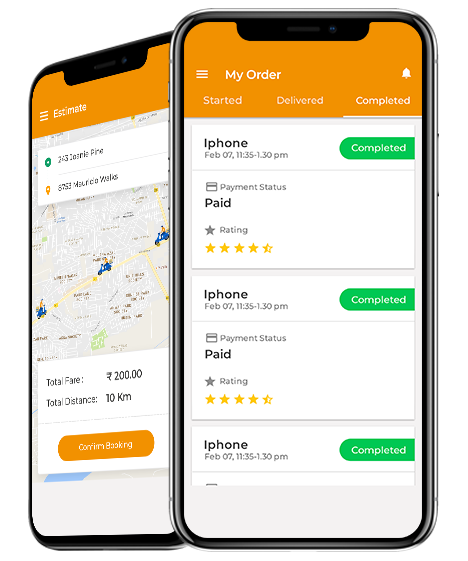 Estimate
243 Joanie Pine
8753 Mauricio Walks
Total Fare :
₹ 200.00
Total Distance:
10 Km
Confirm Booking
My Order
Started
Delivered
Completed
Iphone
Feb 07, 11:35-1.30 pm
Completed
Payment Status
Paid
Rating
Iphone
Feb 07, 11:35-1.30 pm
Completed
Payment Status
Paid
Rating
Iphone
Feb 07, 11:35-1.30 pm
Completed